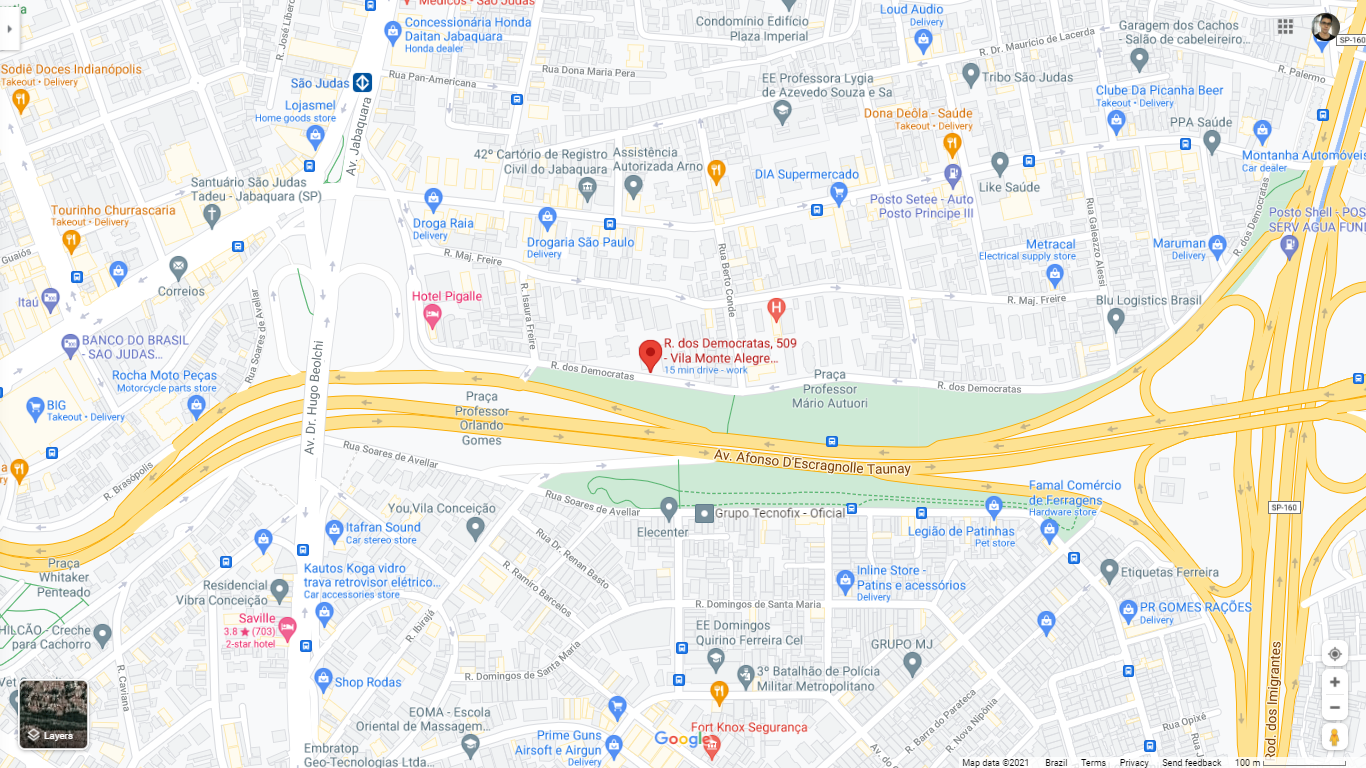 Médicos - São Judas
Concessionária Honda
Daitan Jabaquara
Honda dealer
Condomínio Edifício
Plaza Imperial
Loud Audio
Delivery
Garagem dos Cachos
- Salão de cabeleireiro...
SP-160
R. José Líbero
R. Dr. Mauricio de Lacerda
R. Palermo
Sodiê Doces Indianópolis
Takeout • Delivery
São Judas
Rua Pan-Americana
Rua Dona Maria Pera
EE Professora Lygia
de Azevedo Souza e Sa
Tribo São Judas
Clube Da Picanha Beer
Takeout • Delivery
Lojasmel
Home goods store
Av. Jabaquara
Dona Deôla - Saúde
Takeout • Delivery
PPA Saúde
42º Cartório de Registro
Civil do Jabaquara
Assistência
Autorizada Arno
Montanha Automóveis
Car dealer
DIA Supermercado
Like Saúde
Santuário São Judas
Tadeu - Jabaquara (SP)
Posto Setee - Auto
Posto Principe III
Tourinho Churrascaria
Takeout • Delivery
Droga Raia
Delivery
Drogaria São Paulo
Delivery
Rua Galeazzo Alessi
R. dos Democratas
Posto Shell - POS
SERV AGUA FUN
Metracal
Electrical supply store
Maruman
Delivery
Guaiós
Correios
R. Maj. Freire
Rua Berto Conde
Itaú
Rua Soares de Avellar
Hotel Pigalle
R. Isaura Freire
R. Maj. Freire
Blu Logistics Brasil
BANCO DO BRASIL
- SAO JUDAS...
R. dos Democratas, 509
- Vila Monte Alegre...
15 min drive - work
Rocha Moto Peças
Motorcycle parts store
Av. Dr. Hugo Beolchi
R. dos Democratas
Praça
Professor
Mário Autuori
R. dos Democratas
BIG
Takeout • Delivery
Praça
Professor
Orlando
Gomes
R. Brasópolis
Rua Soares de Avellar
Av. Afonso D'Escragnolle Taunay
Rua Soares de Avellar
Famal Comércio
de Ferragens
Hardware store
SP-160
You,Vila Conceição
Elecenter
Grupo Tecnofix - Oficial
Itafran Sound
Car stereo store
Legião de Patinhas
Pet store
Rua Dr. Renan Basto
Praça
Whitaker
Penteado
Kautos Koga vidro
trava retrovisor elétrico...
Car accessories store
R. Ramiro Barcelos
Inline Store -
Patins e acessórios
Delivery
Etiquetas Ferreira
Residencial
Vibra Conceição
R. Ibirajá
R. Domingos de Santa Maria
PR GOMES RAÇÕES
Delivery
Saville
3.8 ★ (703)
2-star hotel
HILCÃO - Creche
para Cachorro
EE Domingos
Quirino Ferreira Cel
GRUPO MJ
R. Domingos de Santa Maria
3º Batalhão de Polícia
Militar Metropolitano
R. Caviana
Shop Rodas
Rod. dos Imigrantes
R. Barra do Parateca
R. Nova Nipônia
Rua Opixé
EOMA - Escola
Oriental de Massagem...
Fort Knox Segurança
Prime Guns
Airsoft e Airgun
Delivery
Google
Embratop
Geo-Tecnologias Ltda...
Layers
Map data ©2021
Brazil
Terms
Privacy
Send feedback
100 m